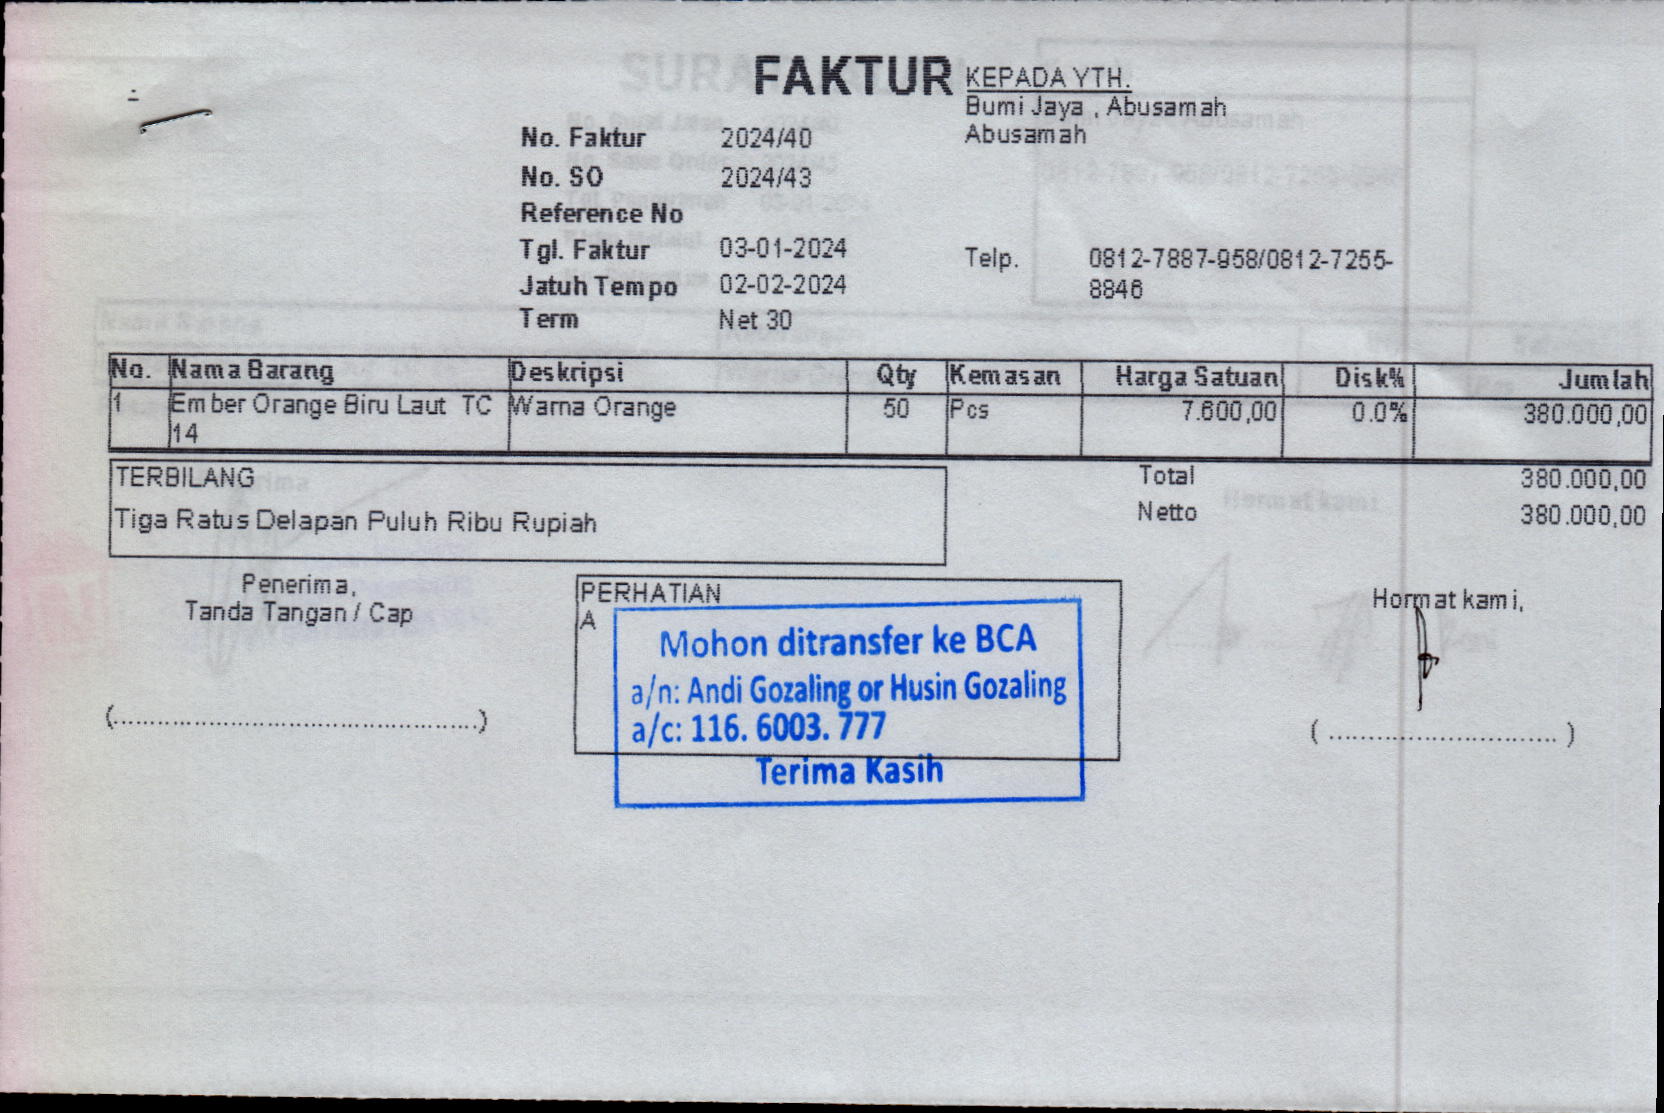 FAKTUR
KEPADA YTH.
Bumi Jaya , Abusamah
Abusamah
No. Faktur 2024/40
No. SO 2024/43
Reference No
Tgl. Faktur 03-01-2024
Telp. 0812-7887-958/0812-7255-
8846
Jatuh Tempo 02-02-2024
Term Net 30
No. Nama Barang Deskripsi Qty Kemasan Harga Satuan Disk% Jumlah
1 Ember Orange Biru Laut TC Warna Orange 50 Pcs 7.600,00 0.0% 380.000,00
14
TERBILANG
Tiga Ratus Delapan Puluh Ribu Rupiah
Total 380.000,00
Netto 380.000,00
Penerima,
Tanda Tangan / Cap
(...............................................)
PERHATIAN
A
Mohon ditransfer ke BCA
a/n: Andi Gozaling or Husin Gozaling
a/c: 116. 6003. 777
Terima Kasih
Hormat kami,
( ............................. )